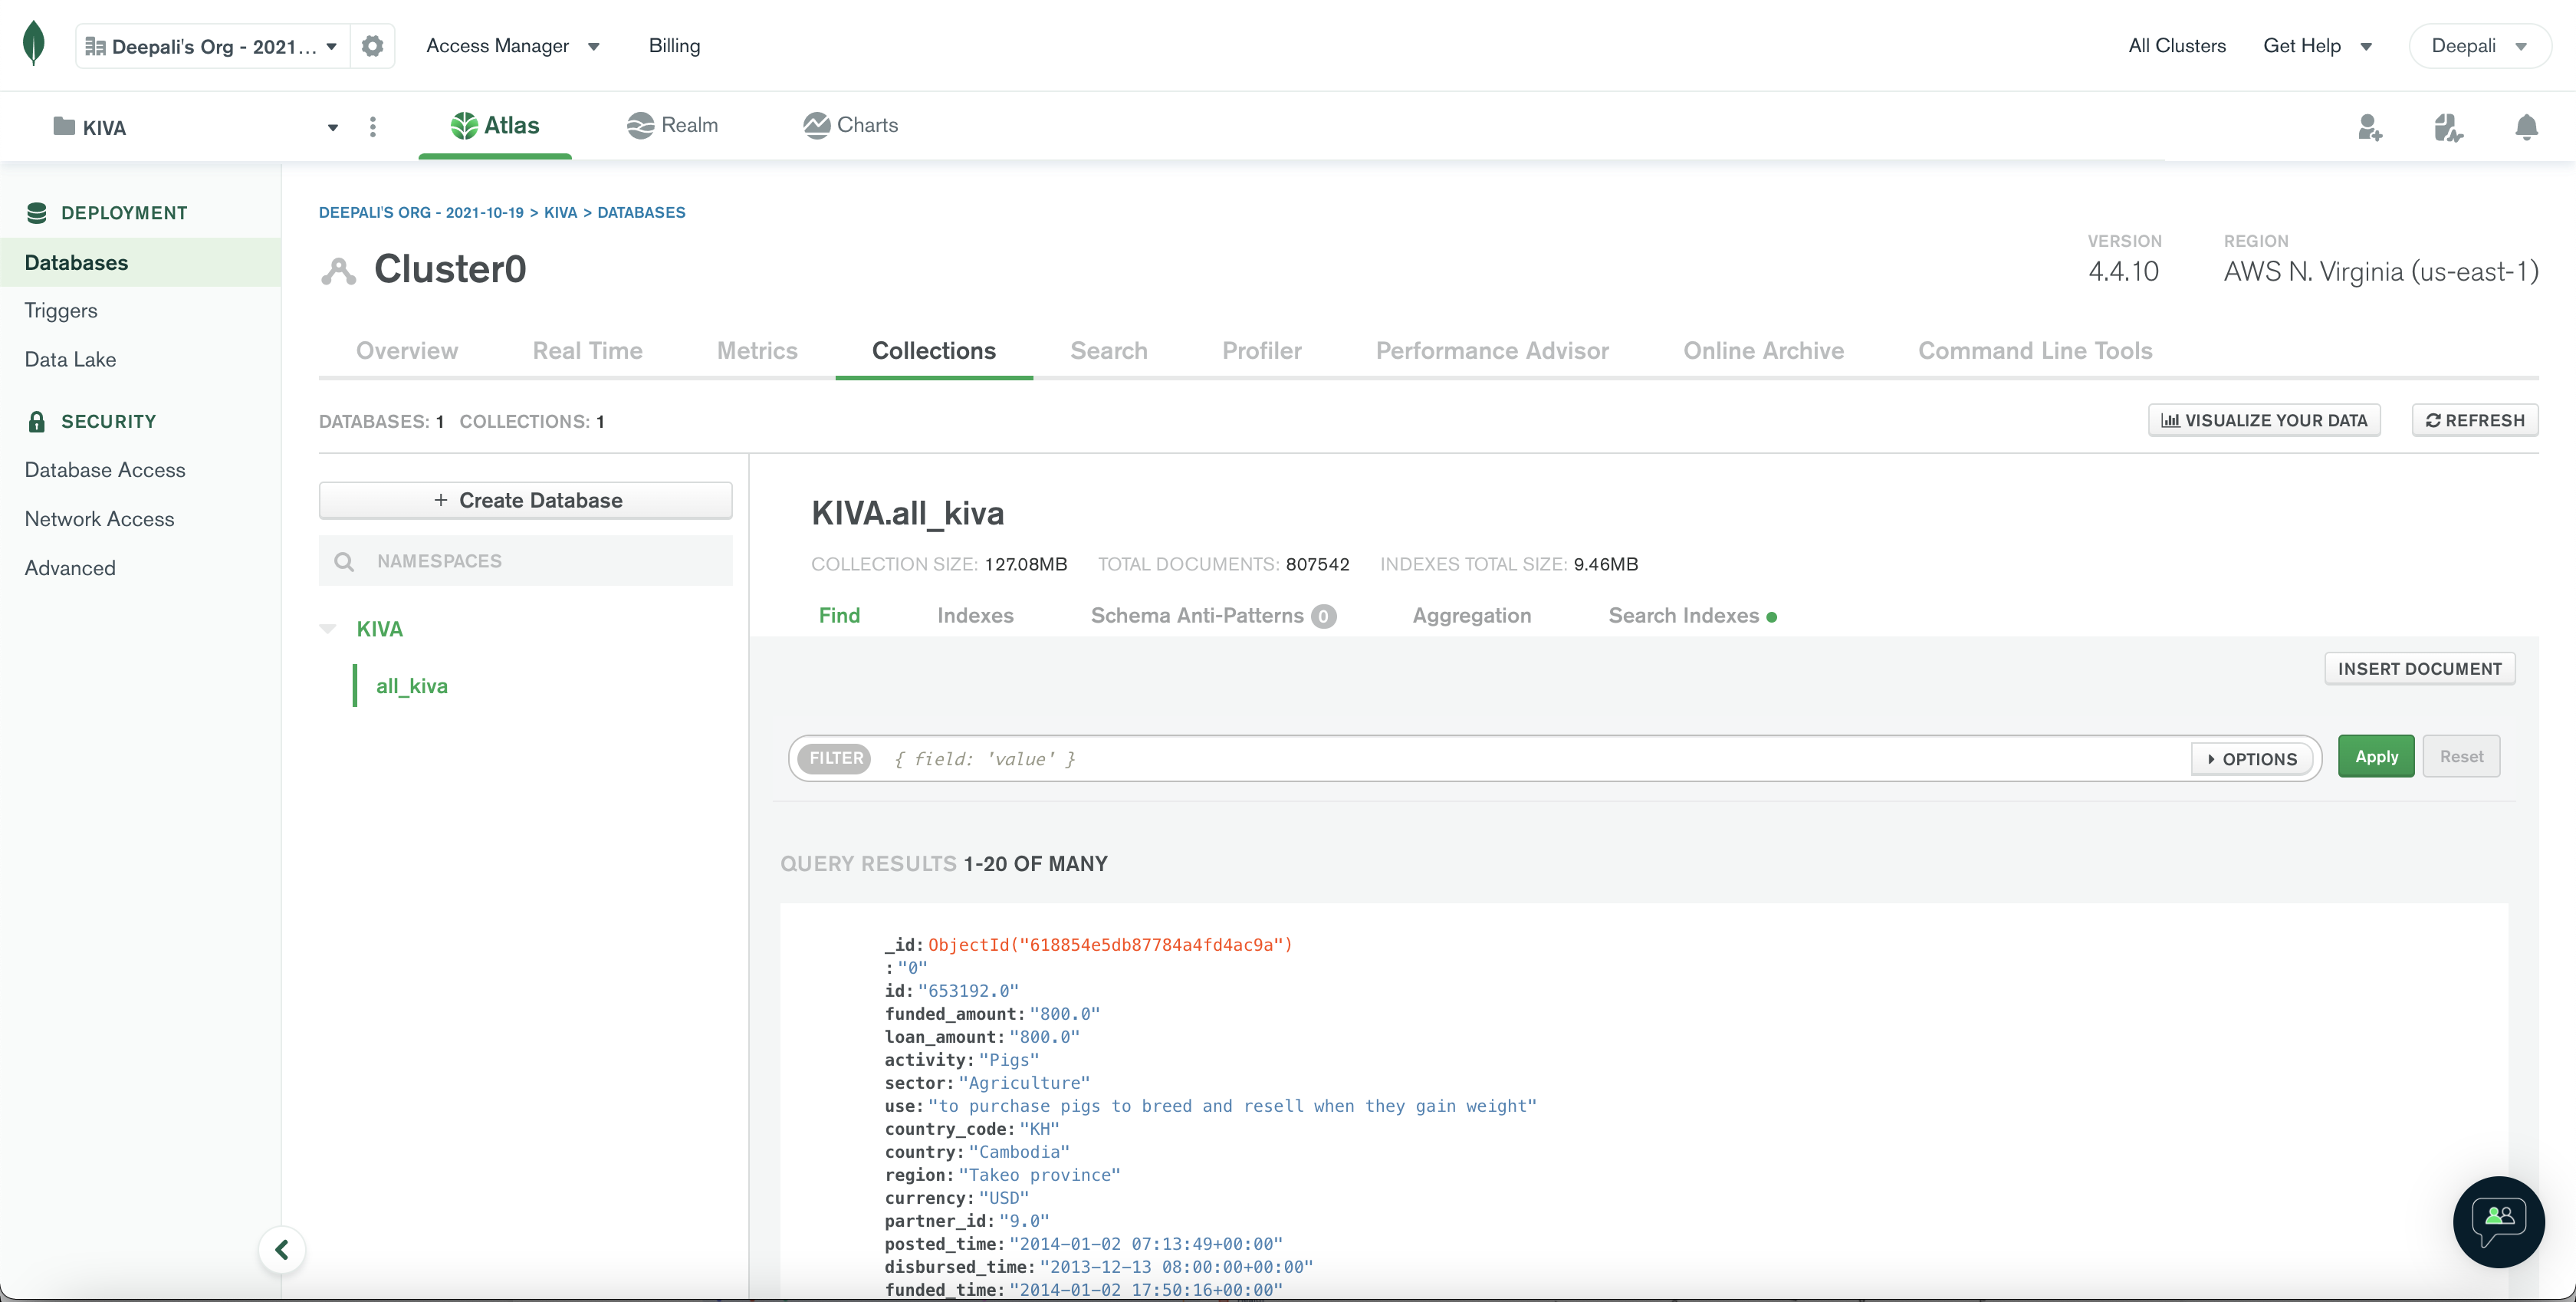 Deepali's Org - 2021... Access Manager Billing All Clusters Get Help Deepali
KIVA Atlas Realm Charts
DEPLOYMENT
Databases
Triggers
Data Lake
SECURITY
Database Access
Network Access
Advanced
DEEPALI'S ORG - 2021-10-19 > KIVA > DATABASES
Cluster0
VERSION
4.4.10
REGION
AWS N. Virginia (us-east-1)
Overview Real Time Metrics Collections Search Profiler Performance Advisor Online Archive Command Line Tools
DATABASES: 1 COLLECTIONS: 1 VISUALIZE YOUR DATA REFRESH
+ Create Database
NAMESPACES
KIVA
all_kiva
KIVA.all_kiva
COLLECTION SIZE: 127.08MB TOTAL DOCUMENTS: 807542 INDEXES TOTAL SIZE: 9.46MB
Find Indexes Schema Anti-Patterns 0 Aggregation Search Indexes
INSERT DOCUMENT
FILTER { field: 'value' } OPTIONS Apply Reset
QUERY RESULTS 1-20 OF MANY
_id: ObjectId("618854e5db87784a4fd4ac9a")
: "0"
id: "653192.0"
funded_amount: "800.0"
loan_amount: "800.0"
activity: "Pigs"
sector: "Agriculture"
use: "to purchase pigs to breed and resell when they gain weight"
country_code: "KH"
country: "Cambodia"
region: "Takeo province"
currency: "USD"
partner_id: "9.0"
posted_time: "2014-01-02 07:13:49+00:00"
disbursed_time: "2013-12-13 08:00:00+00:00"
funded_time: "2014-01-02 17:50:16+00:00"